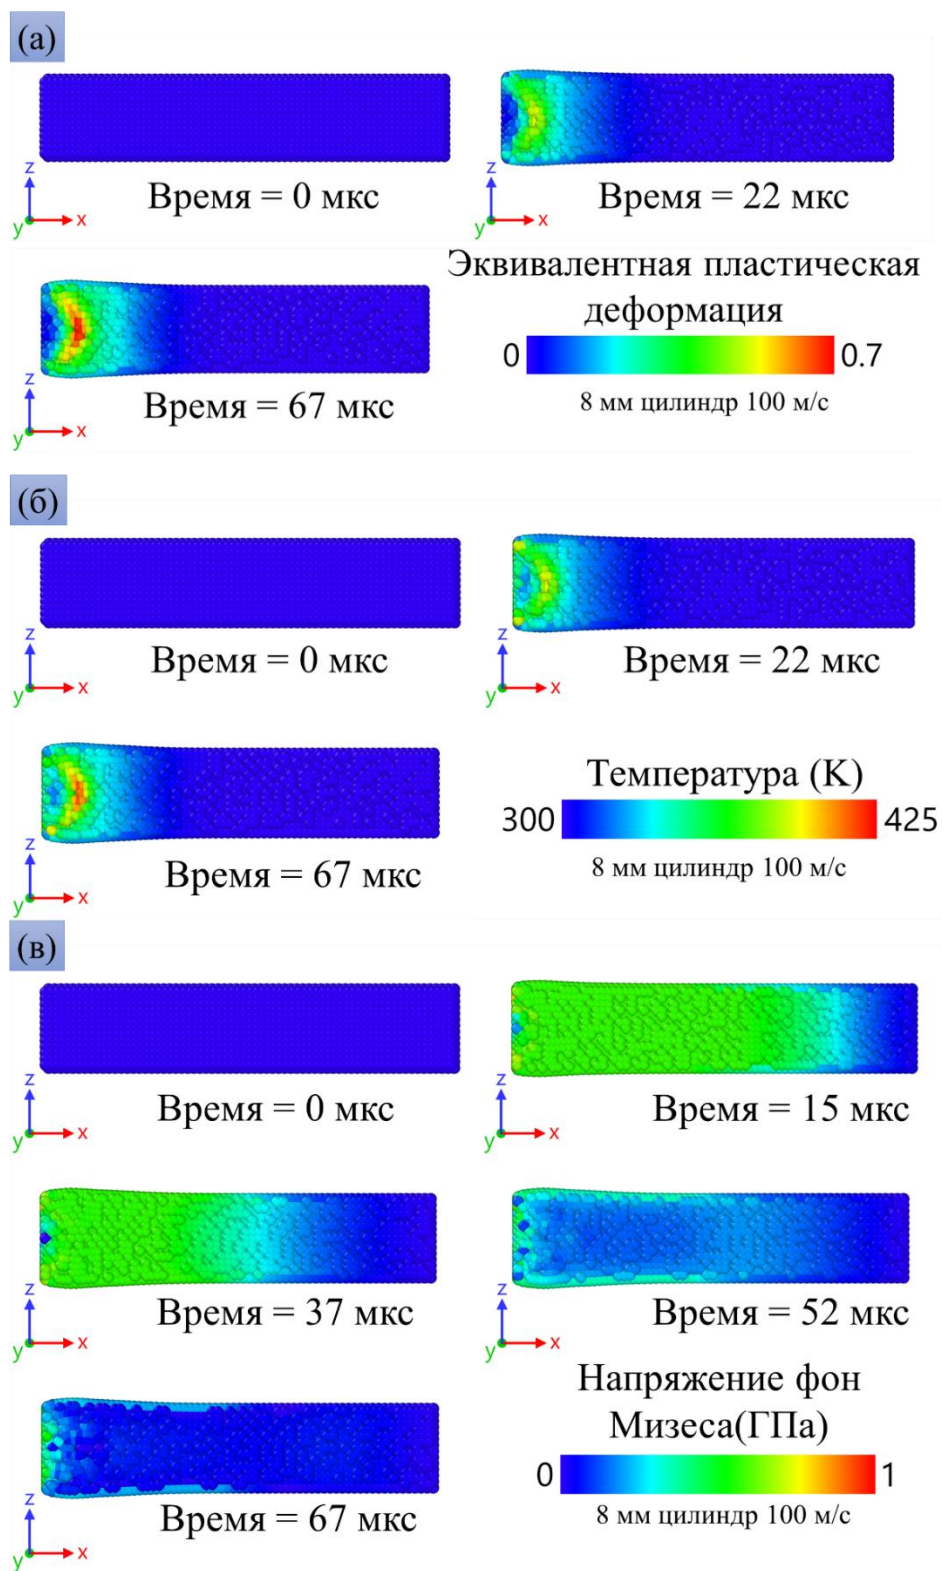 (а)
z
y x
Время = 0 мкс
z
y x
Время = 22 мкс
z
y x
Время = 67 мкс
Эквивалентная пластическая
деформация
0 0.7
8 мм цилиндр 100 м/с
(б)
z
y x
Время = 0 мкс
z
y x
Время = 22 мкс
z
y x
Время = 67 мкс
Температура (К)
300 425
8 мм цилиндр 100 м/с
(в)
z
y x
Время = 0 мкс
z
y x
Время = 15 мкс
z
y x
Время = 37 мкс
z
y x
Время = 52 мкс
z
y x
Время = 67 мкс
Напряжение фон
Мизеса(ГПа)
0 1
8 мм цилиндр 100 м/с